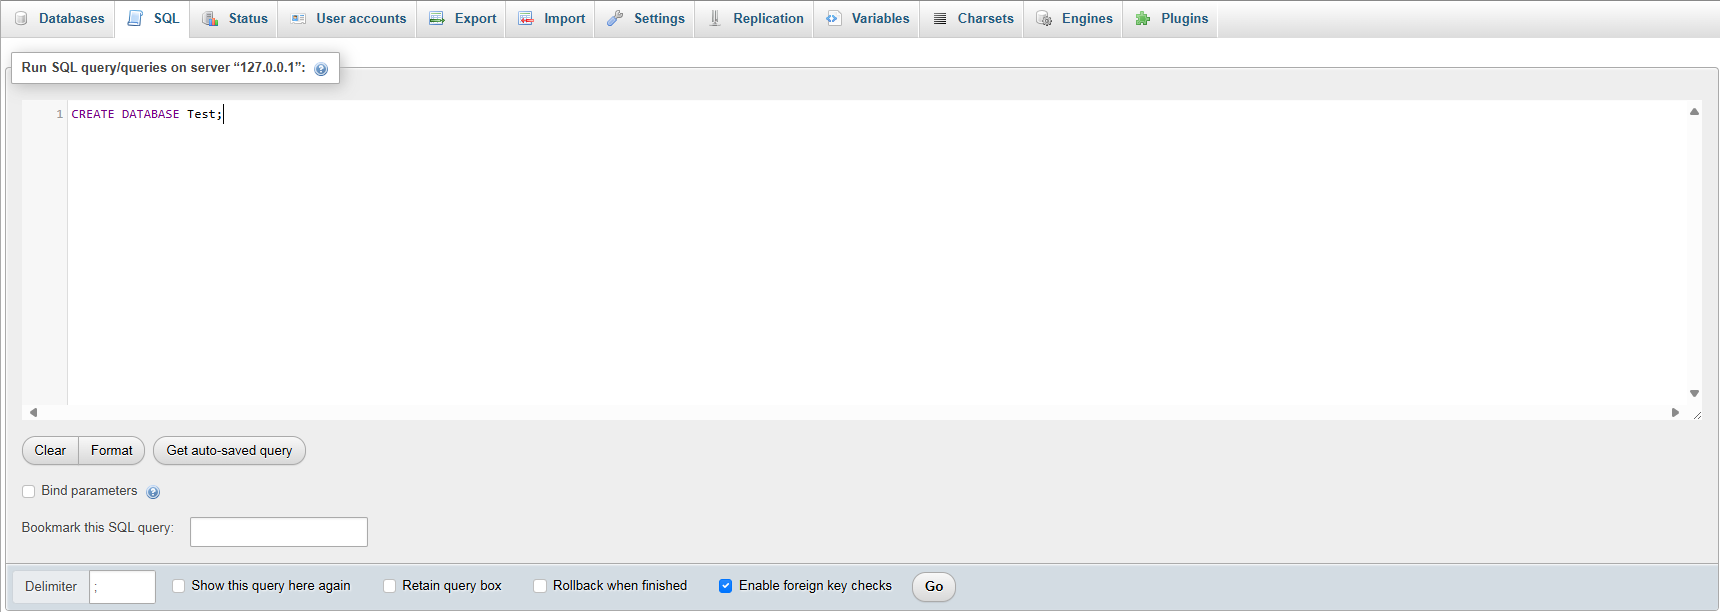 Databases SQL Status User accounts Export Import Settings Replication Variables Charsets Engines Plugins
Run SQL query/queries on server “127.0.0.1”:
1 CREATE DATABASE Test;
Clear Format Get auto-saved query
Bind parameters
Bookmark this SQL query:
Delimiter ; Show this query here again Retain query box Rollback when finished Enable foreign key checks Go